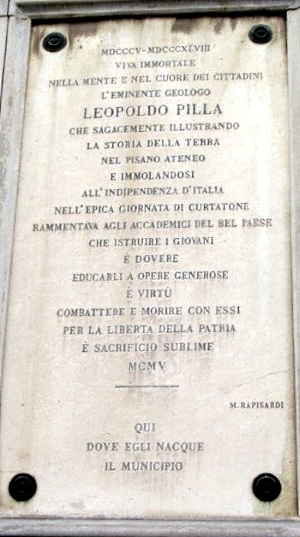 MDCCCV-MDCCCXLVIII
VIVA IMMORTALE
NELLA MENTE E NEL CUORE DEI CITTADINI
L'EMINENTE GEOLOGO
LEOPOLDO PILLA
CHE SAGACEMENTE ILLUSTRANDO
LA STORIA DELLA TERRA
NEL PISANO ATENEO
E IMMOLANDOSI
ALL'INDIPENDENZA D'ITALIA
NELL'EPICA GIORNATA DI CURTATONE
RAMMENTAVA AGLI ACCADEMICI DEL BEL PAESE
CHE ISTRUIRE I GIOVANI
È DOVERE
EDUCARLI A OPERE GENEROSE
È VIRTÙ
COMBATTERE E MORIRE CON ESSI
PER LA LIBERTA DELLA PATRIA
È SACRIFICIO SUBLIME
MCMV
M. RAPISARDI
QUI
DOVE EGLI NACQUE
IL MUNICIPIO